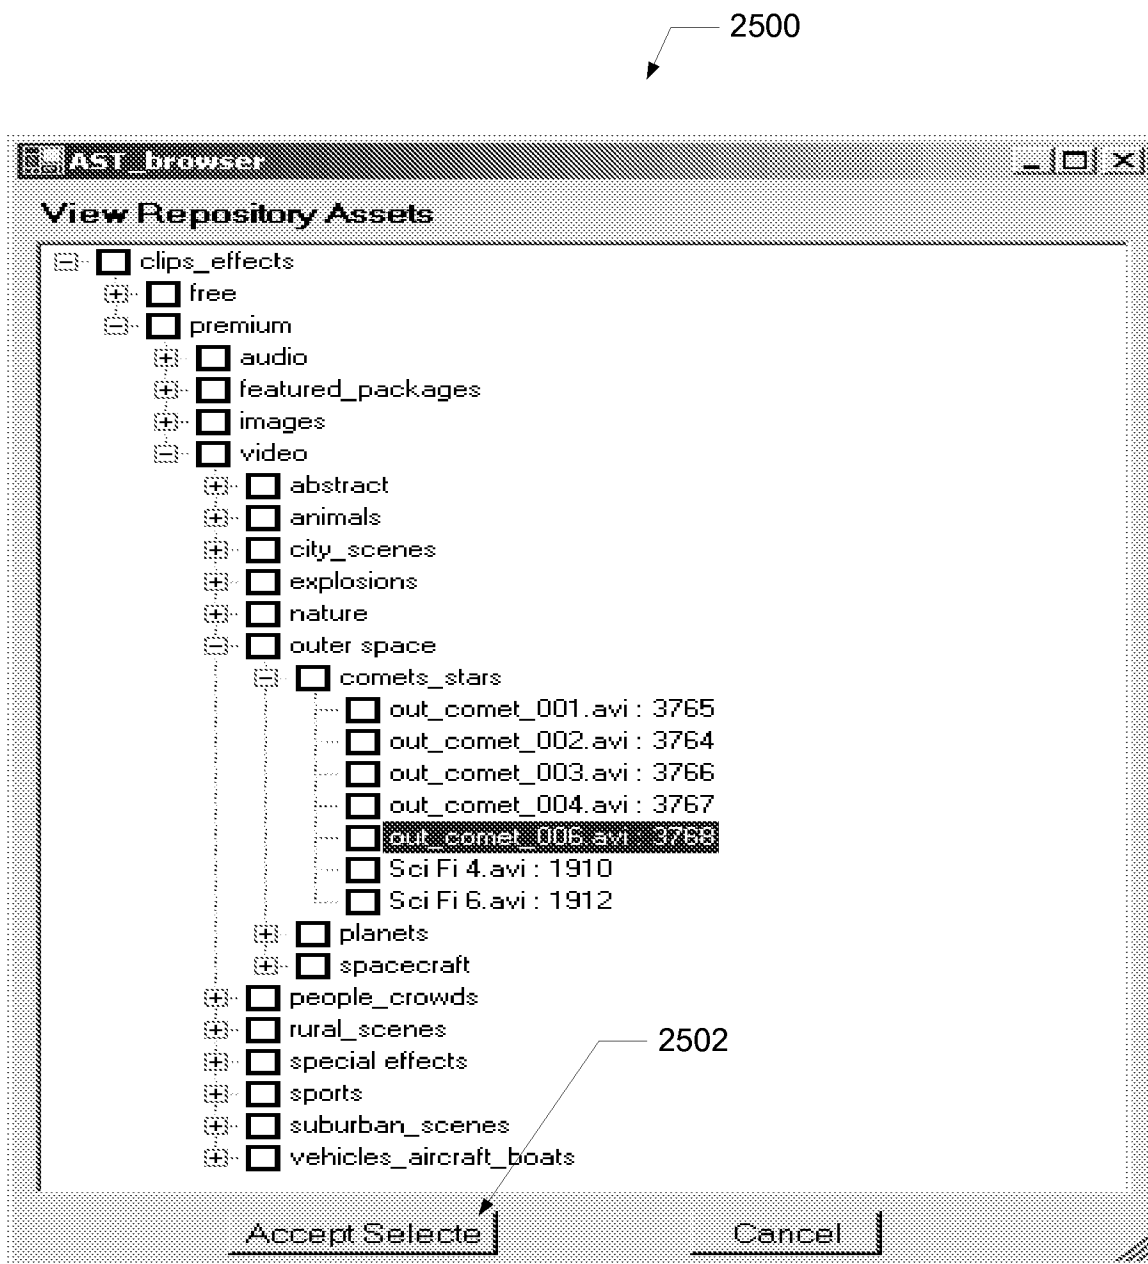 2500
AST_browser
View Repository Assets
clips_effects
free
premium
audio
featured_packages
images
video
abstract
animals
city_scenes
explosions
nature
outer space
comets_stars
out_comet_001.avi : 3765
out_comet_002.avi : 3764
out_comet_003.avi : 3766
out_comet_004.avi : 3767
out_comet_006.avi : 3768
Sci Fi 4.avi : 1910
Sci Fi 6.avi : 1912
planets
spacecraft
people_crowds
rural_scenes
2502
special effects
sports
suburban_scenes
vehicles_aircraft_boats
Accept Selecte
Cancel